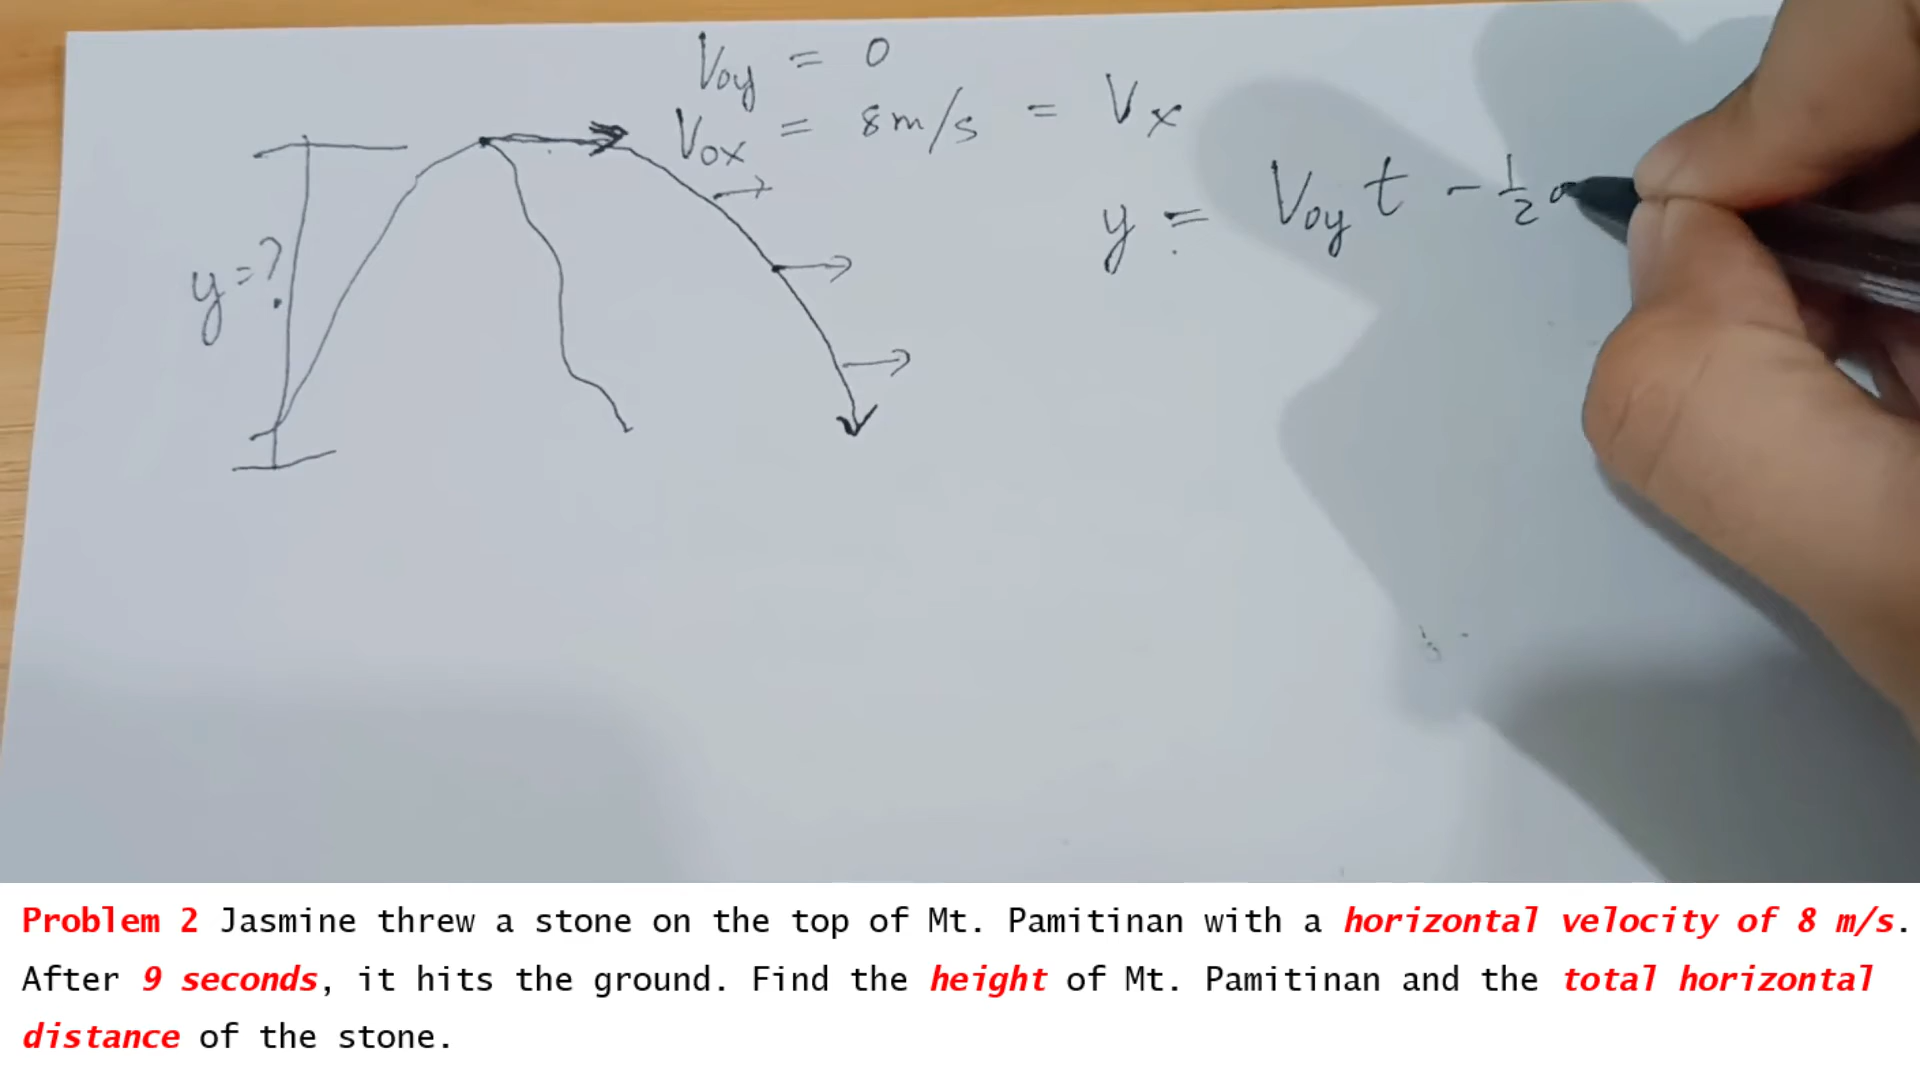 Voy = 0
Vox = 8m/s = Vx
y = Voy t - 1/2
y = ?
Problem 2 Jasmine threw a stone on the top of Mt. Pamitinan with a horizontal velocity of 8 m/s.
After 9 seconds, it hits the ground. Find the height of Mt. Pamitinan and the total horizontal
distance of the stone.